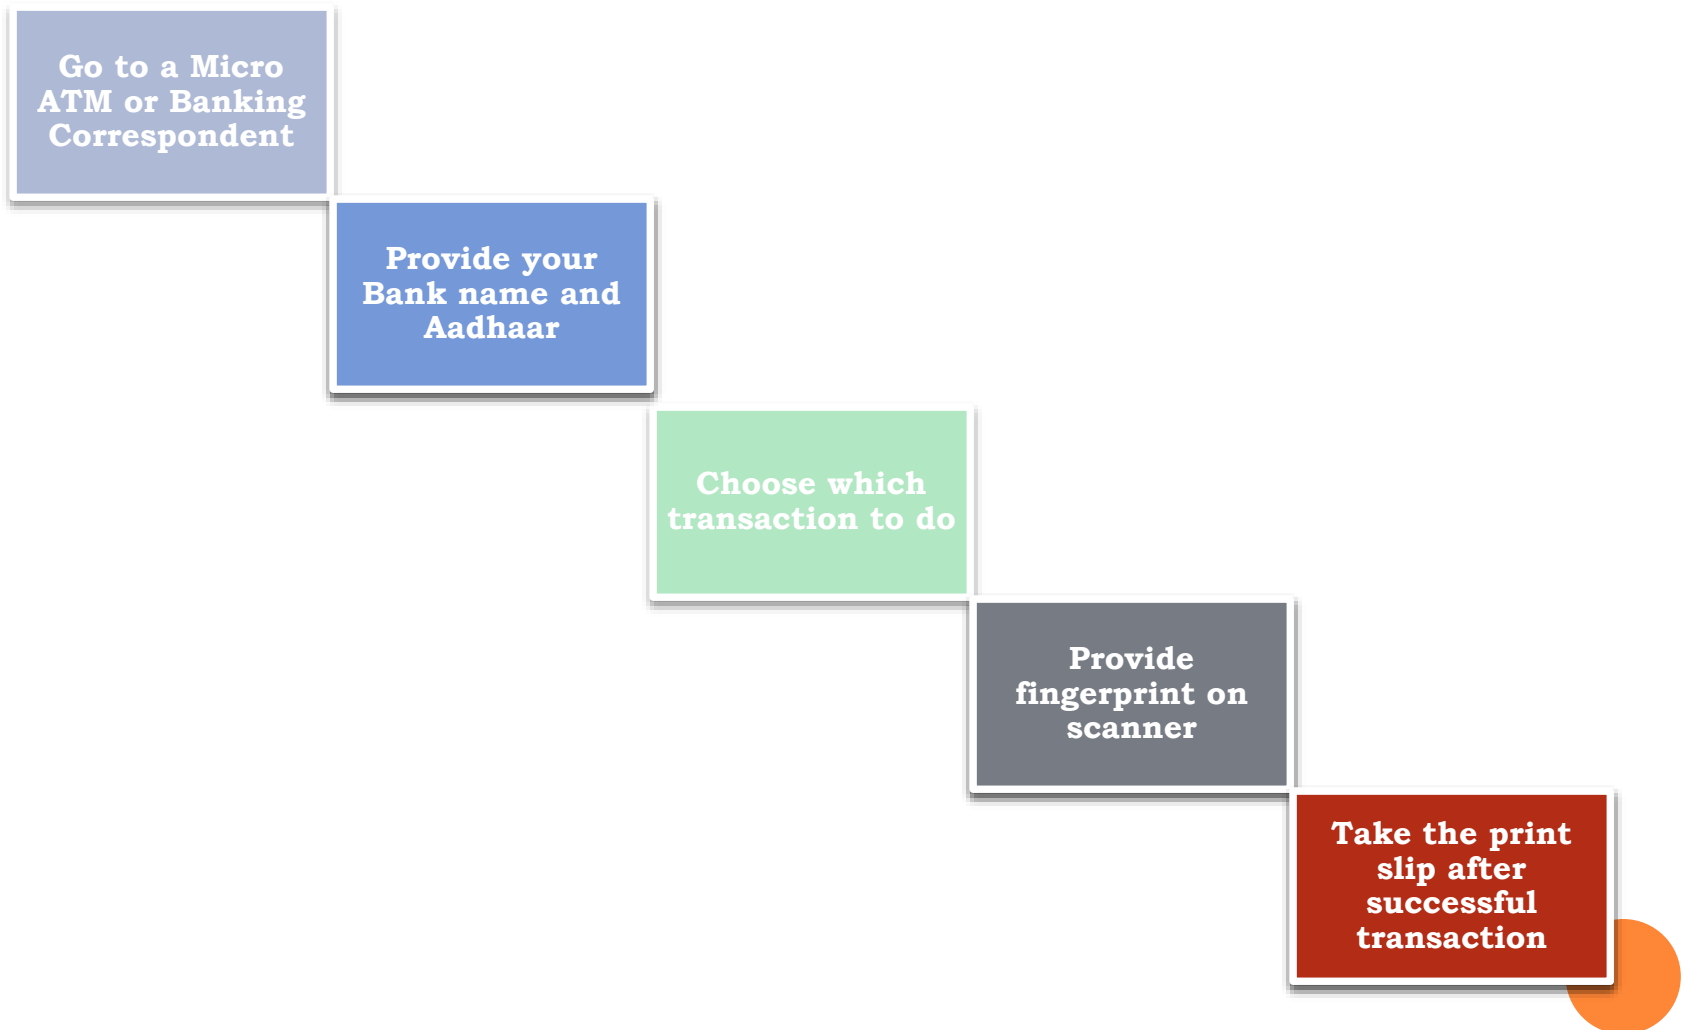 Go to a Micro
ATM or Banking
Correspondent
Provide your
Bank name and
Aadhaar
Choose which
transaction to do
Provide
fingerprint on
scanner
Take the print
slip after
successful
transaction